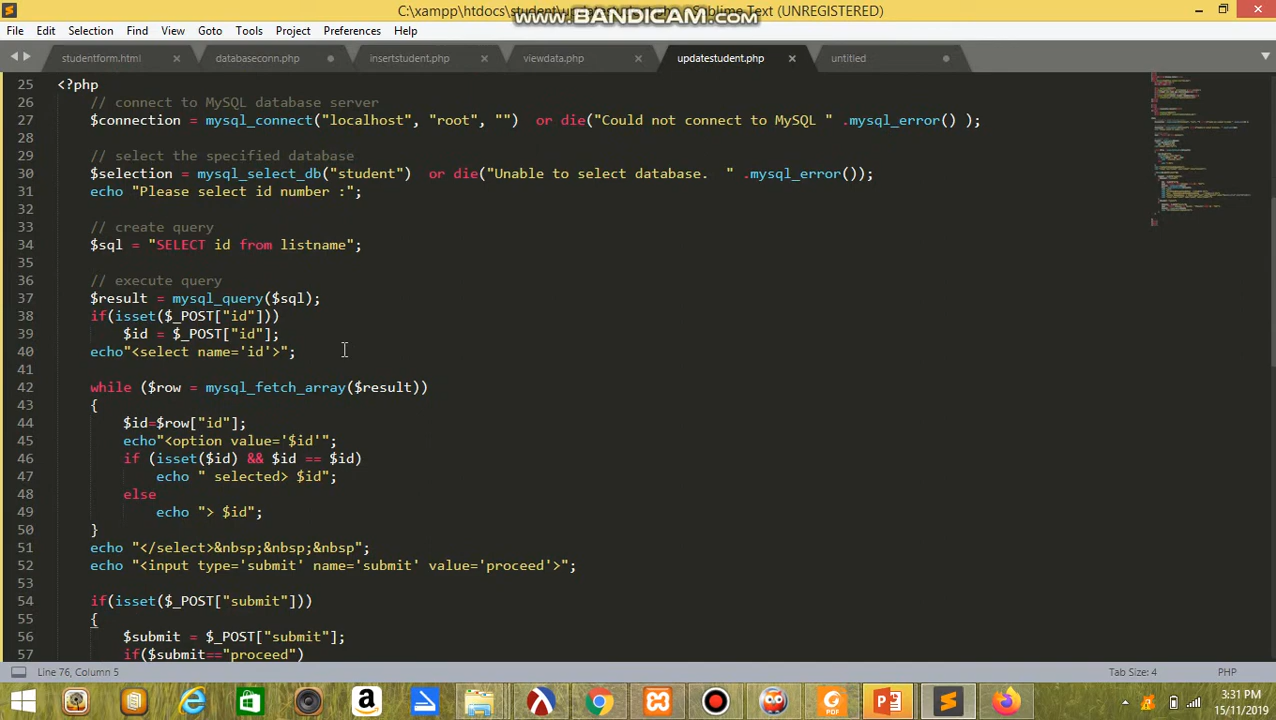 C:\xampp\htdocs\student\up
www.BANDICAM.com
Sublime Text (UNREGISTERED)
File Edit Selection Find View Goto Tools Project Preferences Help
studentform.html databaseconn.php insertstudent.php viewdata.php updatestudent.php untitled
25 <?php
26 // connect to MySQL database server
27 $connection = mysql_connect("localhost", "root", "") or die("Could not connect to MySQL " .mysql_error() );
28
29 // select the specified database
30 $selection = mysql_select_db("student") or die("Unable to select database.  " .mysql_error());
31 echo "Please select id number :";
32
33 // create query
34 $sql = "SELECT id from listname";
35
36 // execute query
37 $result = mysql_query($sql);
38 if(isset($_POST["id"]))
39 $id = $_POST["id"];
40 echo"<select name='id'>";
41
42 while ($row = mysql_fetch_array($result))
43 {
44 $id=$row["id"];
45 echo"<option value='$id'";
46 if (isset($id) && $id == $id)
47 echo " selected> $id";
48 else
49 echo "> $id";
50 }
51 echo "</select>&nbsp;&nbsp;&nbsp";
52 echo "<input type='submit' name='submit' value='proceed'>";
53
54 if(isset($_POST["submit"]))
55 {
56 $submit = $_POST["submit"];
57 if($submit=="proceed")
Line 76, Column 5 Tab Size: 4 PHP
3:31 PM
15/11/2019